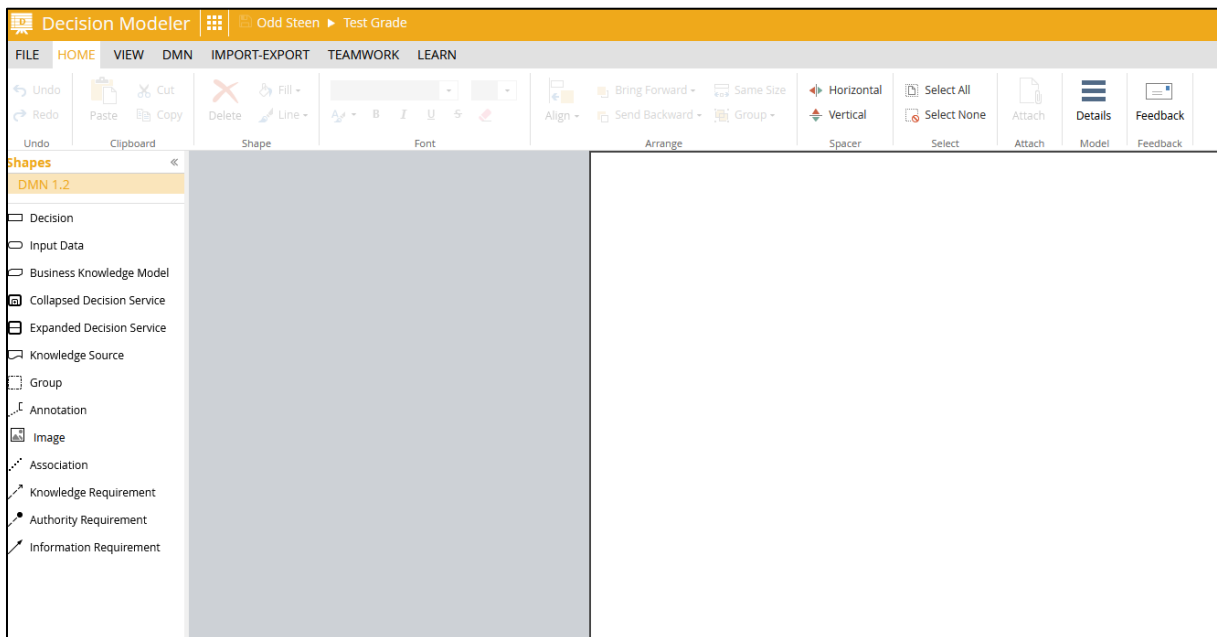 D Decision Modeler Odd Steen ▶ Test Grade
FILE HOME VIEW DMN IMPORT-EXPORT TEAMWORK LEARN
Undo Cut Fill Bring Forward Same Size Horizontal Select All
Redo Paste Copy Delete Line A B I U S Align Send Backward Group Vertical Select None Attach Details Feedback
Undo Clipboard Shape Font Arrange Spacer Select Attach Model Feedback
Shapes «
DMN 1.2
Decision
Input Data
Business Knowledge Model
Collapsed Decision Service
Expanded Decision Service
Knowledge Source
Group
Annotation
Image
Association
Knowledge Requirement
Authority Requirement
Information Requirement